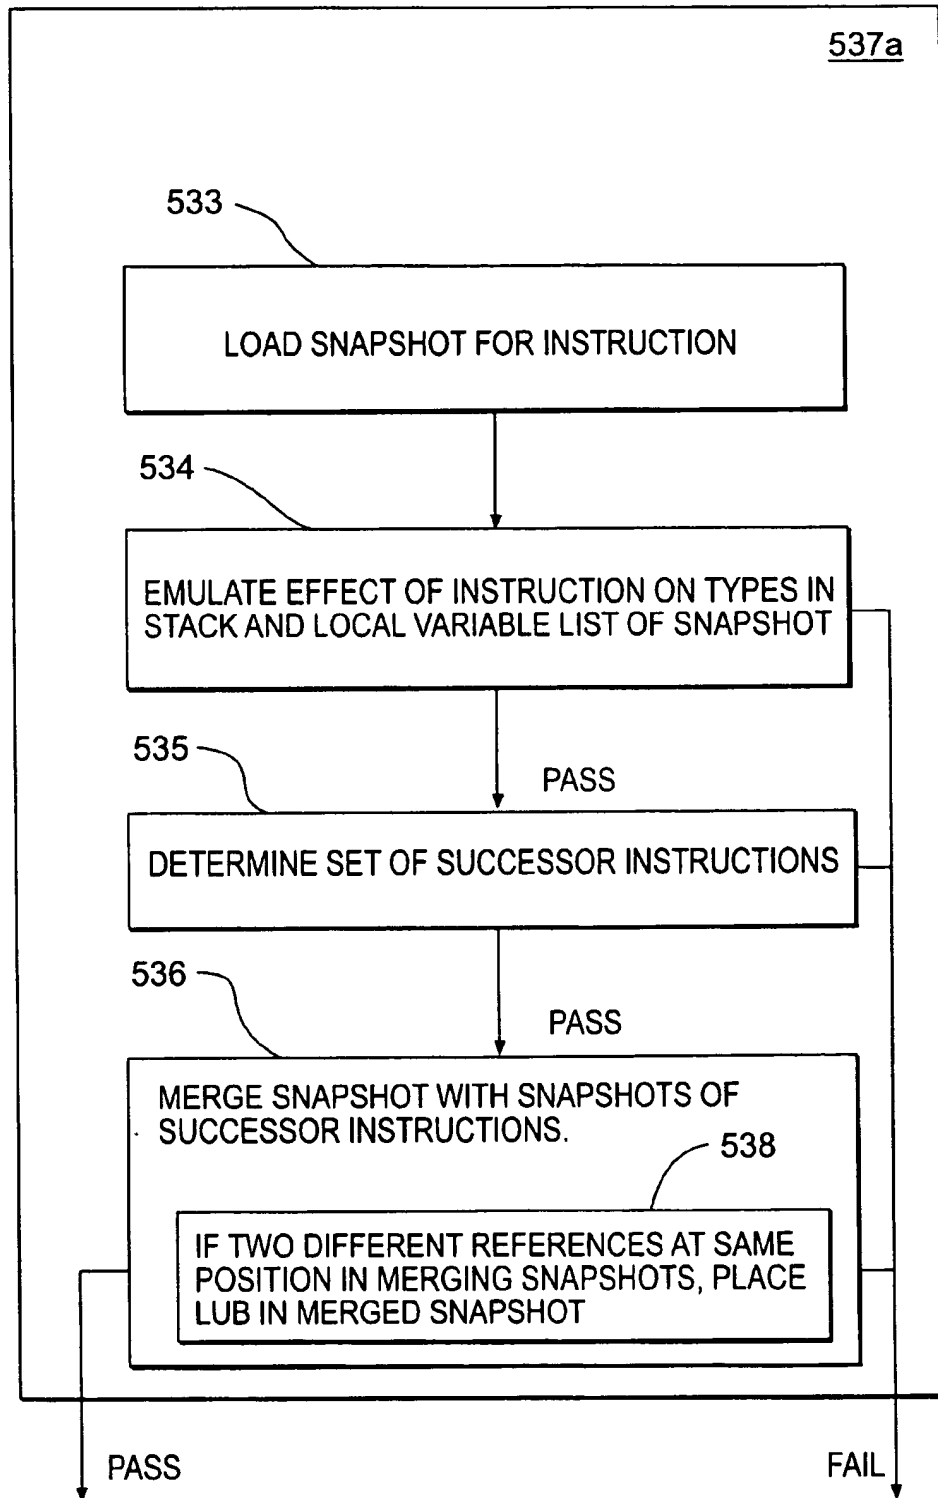 537a
533
LOAD SNAPSHOT FOR INSTRUCTION
534
EMULATE EFFECT OF INSTRUCTION ON TYPES IN
STACK AND LOCAL VARIABLE LIST OF SNAPSHOT
535
PASS
DETERMINE SET OF SUCCESSOR INSTRUCTIONS
536
PASS
MERGE SNAPSHOT WITH SNAPSHOTS OF
SUCCESSOR INSTRUCTIONS.
538
IF TWO DIFFERENT REFERENCES AT SAME
POSITION IN MERGING SNAPSHOTS, PLACE
LUB IN MERGED SNAPSHOT
PASS
FAIL